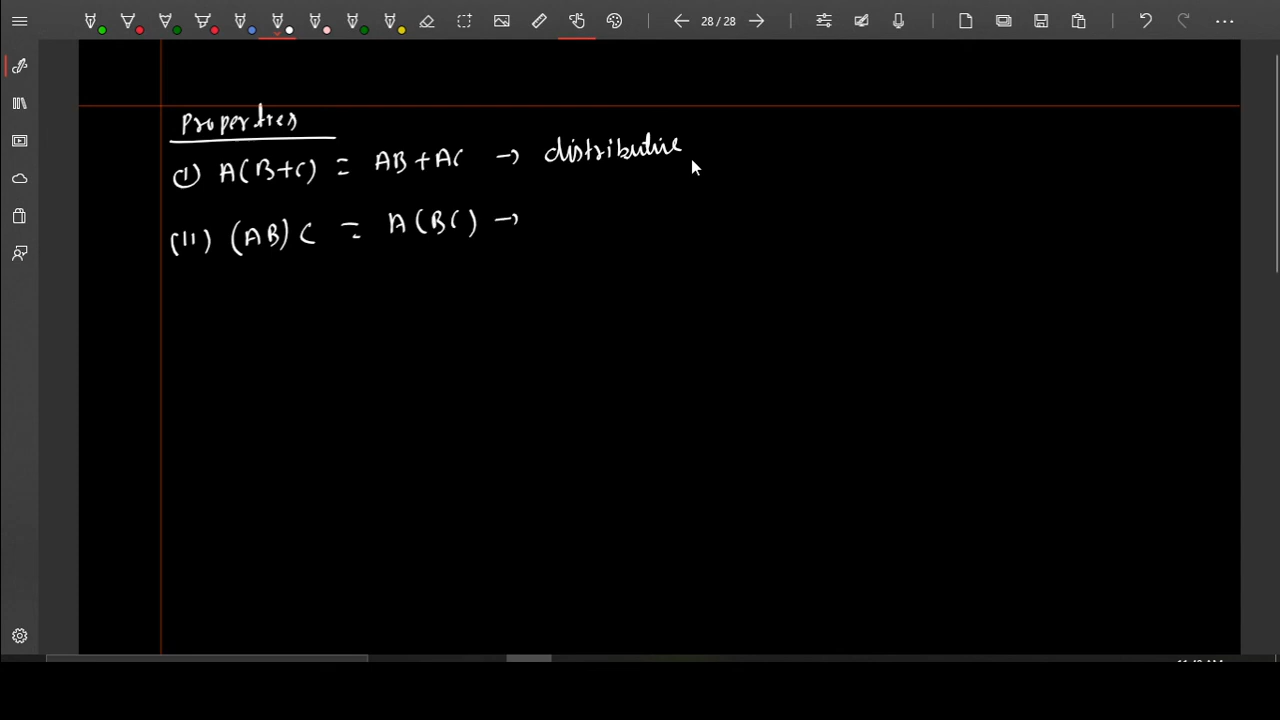 28 / 28
Properties
(i) A(B+C) = AB+AC → distributive
(ii) (AB)C = A(BC) →